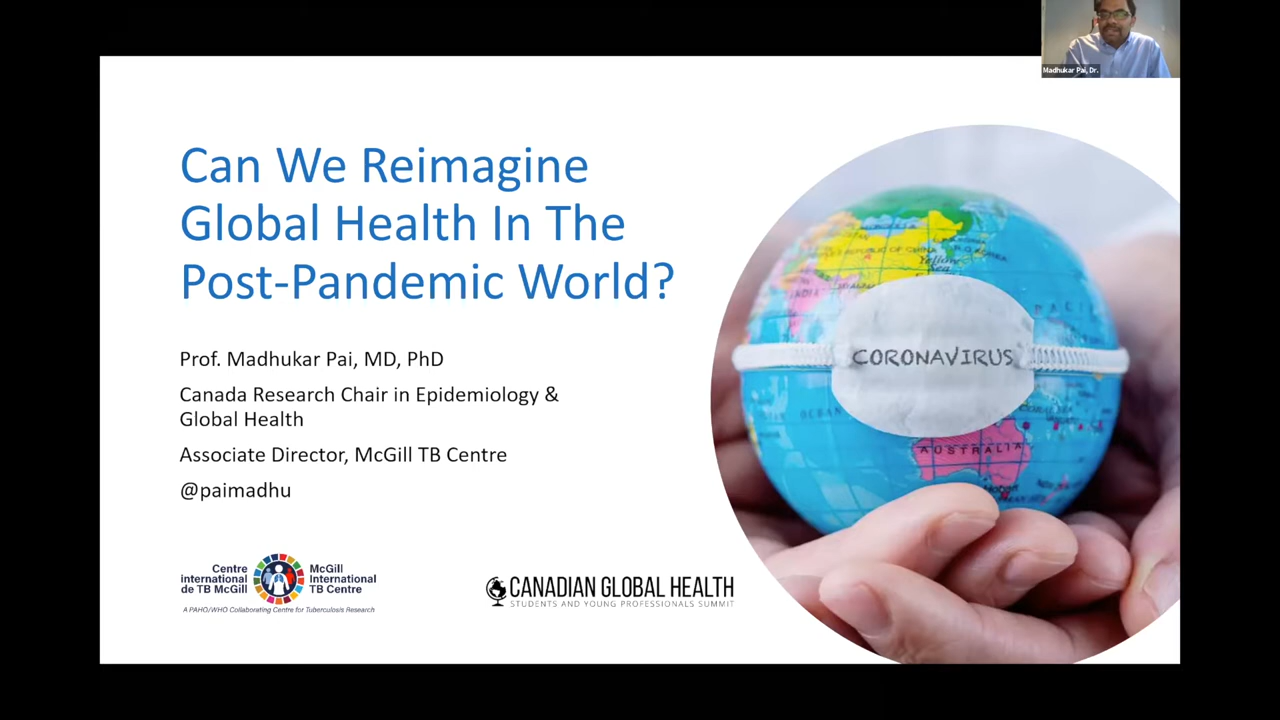 Madhukar Pai, Dr.
Can We Reimagine
Global Health In The
Post-Pandemic World?
Prof. Madhukar Pai, MD, PhD
Canada Research Chair in Epidemiology &
Global Health
Associate Director, McGill TB Centre
@paimadhu
Centre
international
de TB McGill
McGill
International
TB Centre
A PAHO/WHO Collaborating Centre for Tuberculosis Research
CANADIAN GLOBAL HEALTH
STUDENTS AND YOUNG PROFESSIONALS SUMMIT
Yellow
Sea
CORONAVIRUS
AUSTRALIA